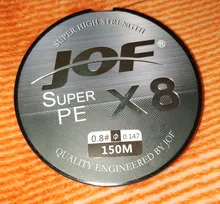 SUPER HIGH STRENGTH
JOF®
SUPER
PE
X8
0.8# Φ 0.147
150M
QUALITY ENGINEERED BY JOF